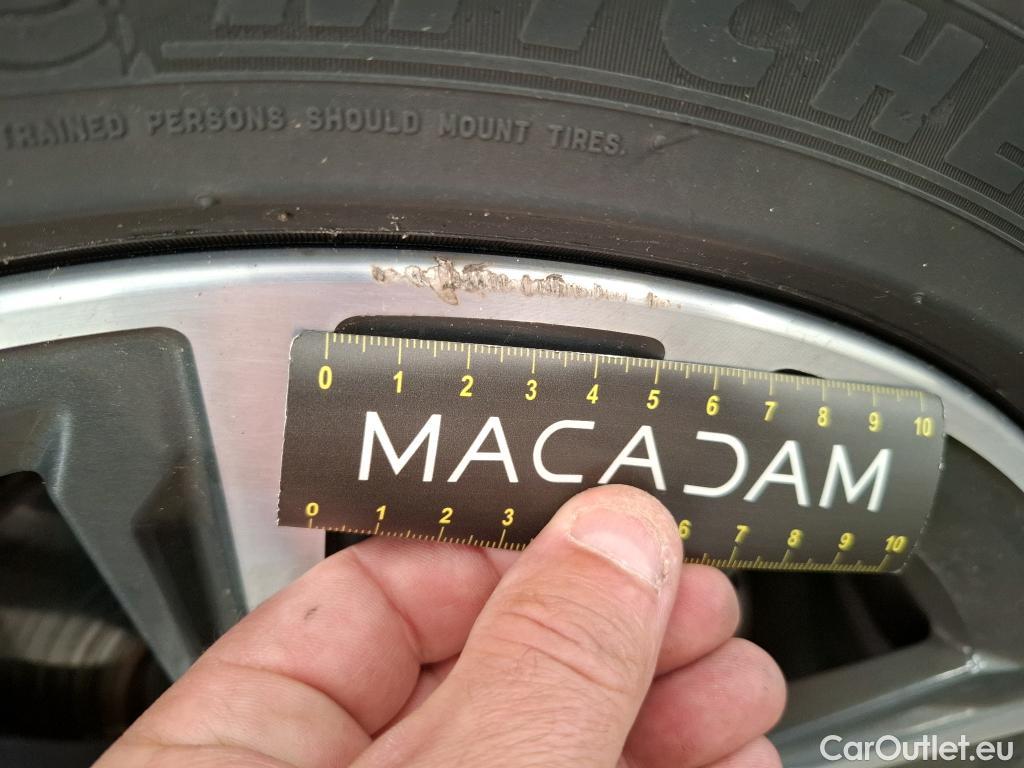 MICHE
TRAINED PERSONS SHOULD MOUNT TIRES.
0 1 2 3 4 5 6 7 8 9 10
MACADAM
0 1 2 3 6 7 8 9 10
CarOutlet.eu